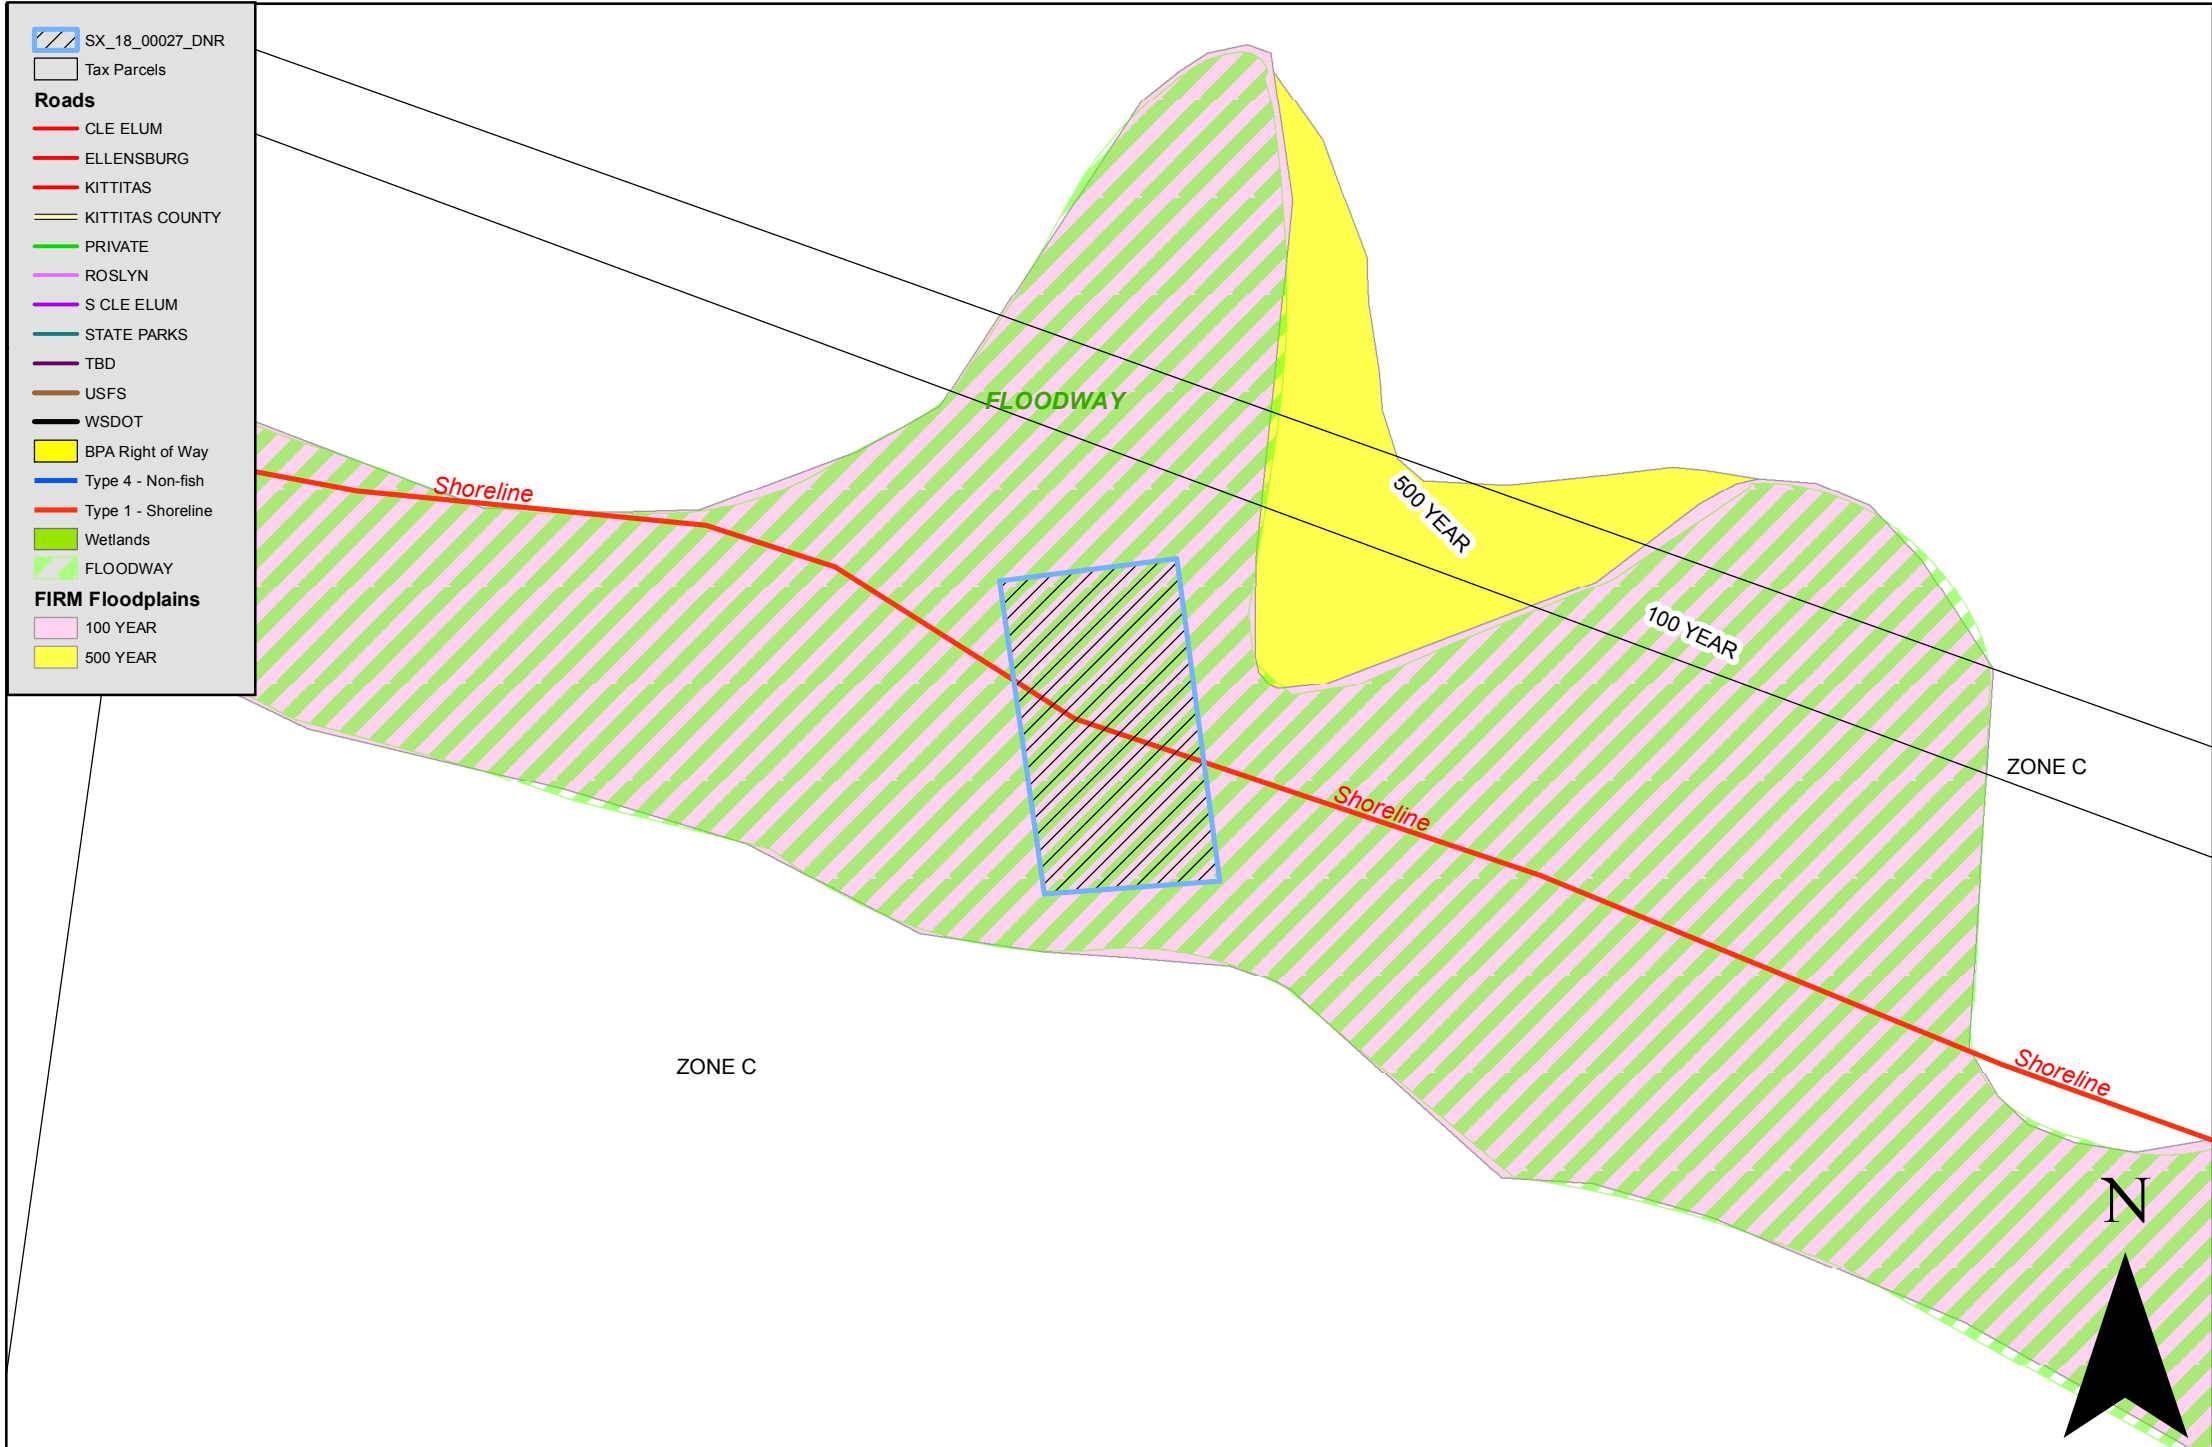 SX_18_00027_DNR
Tax Parcels
Roads
CLE ELUM
ELLENSBURG
KITTITAS
KITTITAS COUNTY
PRIVATE
ROSLYN
S CLE ELUM
STATE PARKS
TBD
USFS
WSDOT
BPA Right of Way
Type 4 - Non-fish
Type 1 - Shoreline
Wetlands
FLOODWAY
FIRM Floodplains
100 YEAR
500 YEAR
FLOODWAY
Shoreline
500 YEAR
100 YEAR
ZONE C
Shoreline
ZONE C
Shoreline
N